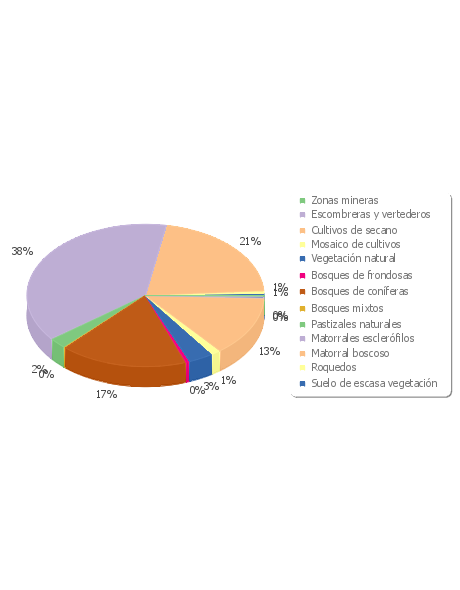 Zonas mineras
Escombreras y vertederos
Cultivos de secano
Mosaico de cultivos
Vegetación natural
Bosques de frondosas
Bosques de coníferas
Bosques mixtos
Pastizales naturales
Matorrales esclerófilos
Matorral boscoso
Roquedos
Suelo de escasa vegetación
38%
21%
1%
1%
0%
0%
13%
1%
3%
0%
17%
0%
2%